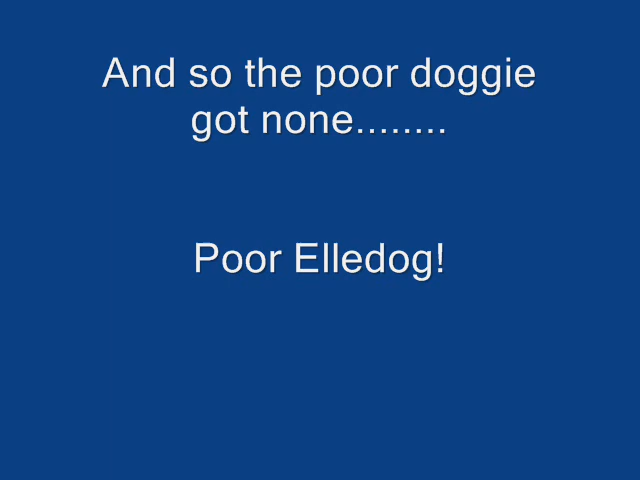 And so the poor doggie
got none........
Poor Elledog!